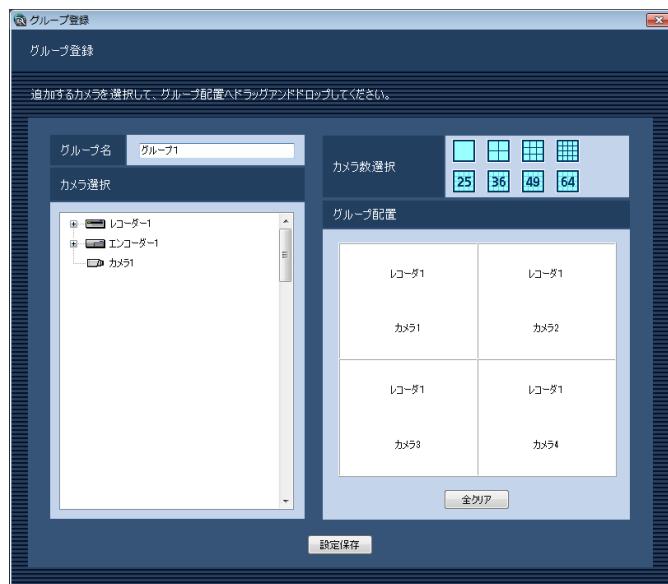 グループ登録
グループ登録
追加するカメラを選択して、グループ配置へドラッグアンドドロップしてください。
グループ名
グループ1
カメラ選択
レコーダー1
エンコーダー1
カメラ1
カメラ数選択
25 36 49 64
グループ配置
レコーダ1 レコーダ1
カメラ1 カメラ2
レコーダ1 レコーダ1
カメラ3 カメラ4
全クリア
設定保存